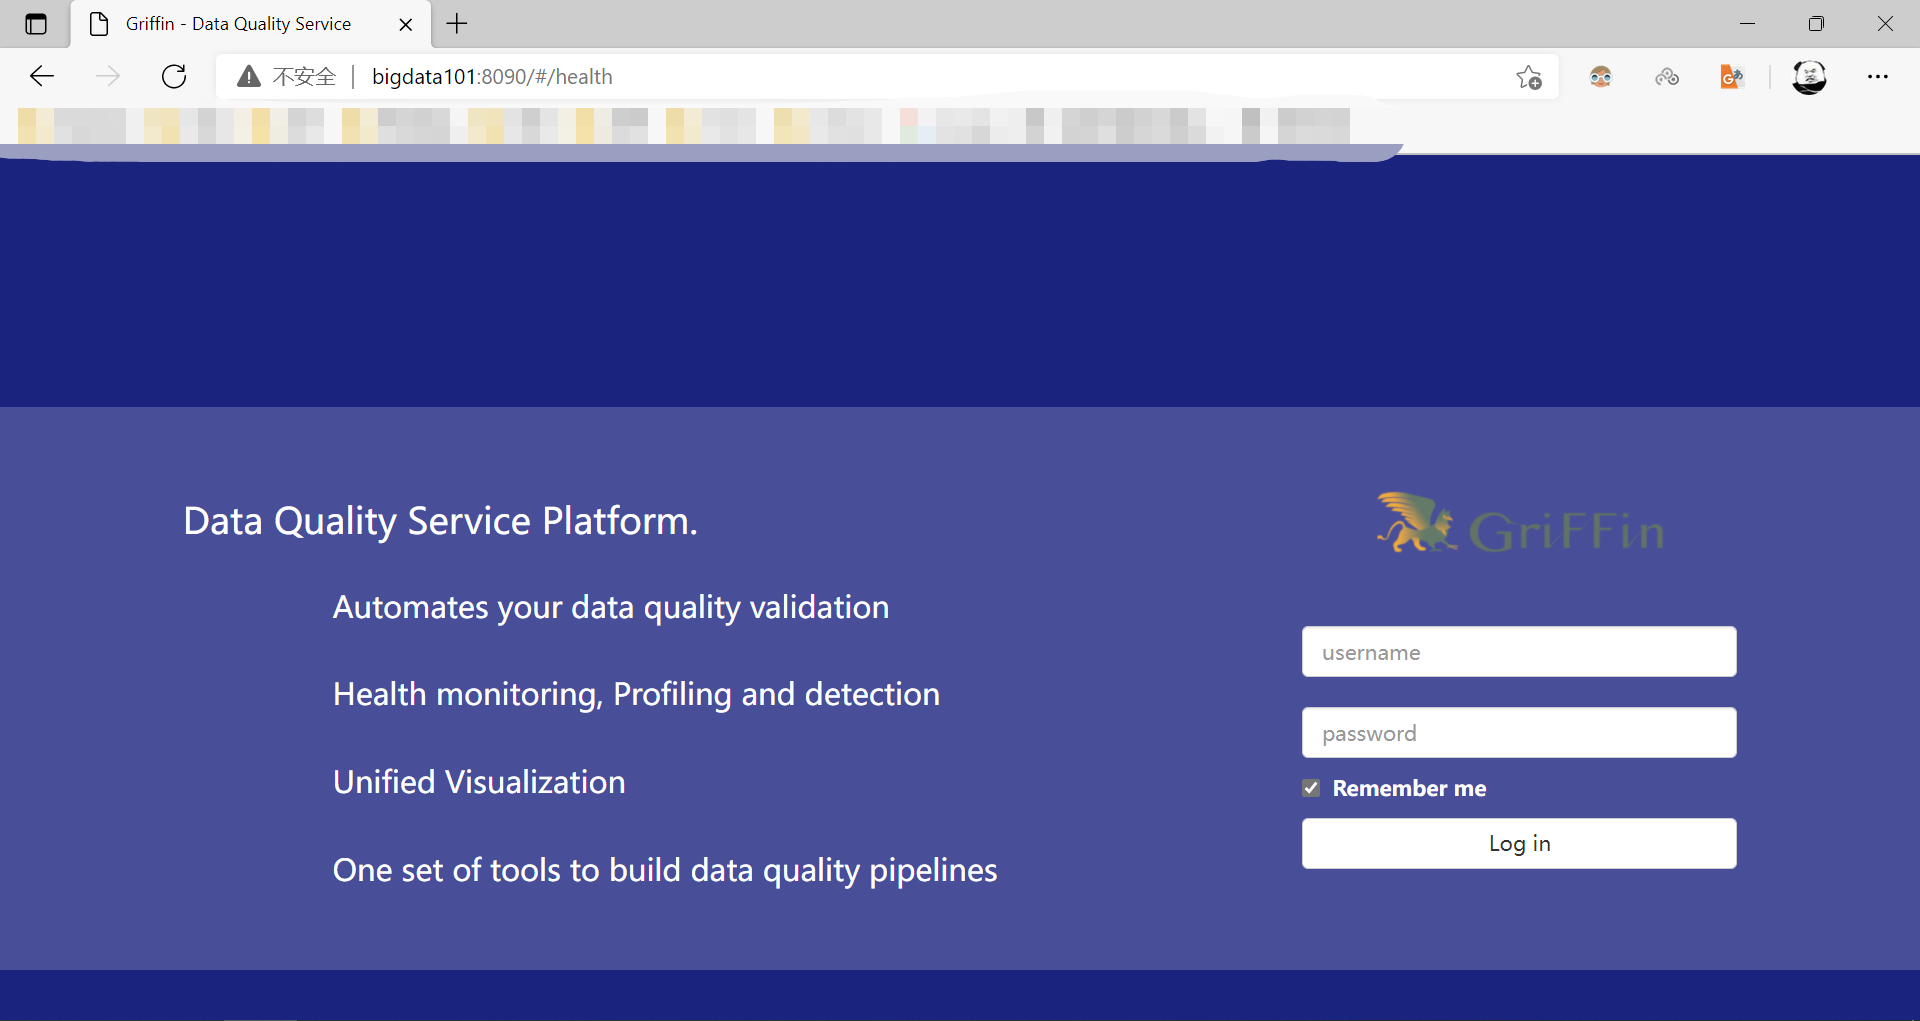 Griffin - Data Quality Service
不安全 | bigdata101:8090/#/health
Data Quality Service Platform.
GriFFin
Automates your data quality validation
username
Health monitoring, Profiling and detection
password
Unified Visualization
Remember me
Log in
One set of tools to build data quality pipelines